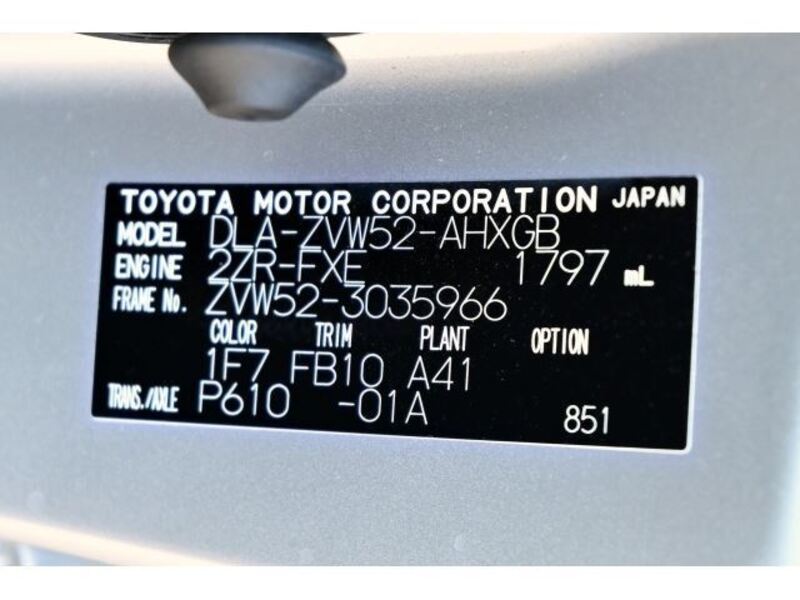 TOYOTA MOTOR CORPORATION JAPAN
MODEL DLA-ZVW52-AHXGB
ENGINE 2ZR-FXE 1797 mL
FRAME No. ZVW52-3035966
COLOR TRIM PLANT OPTION
1F7 FB10 A41
TRANS./AXLE P610 -01A 851